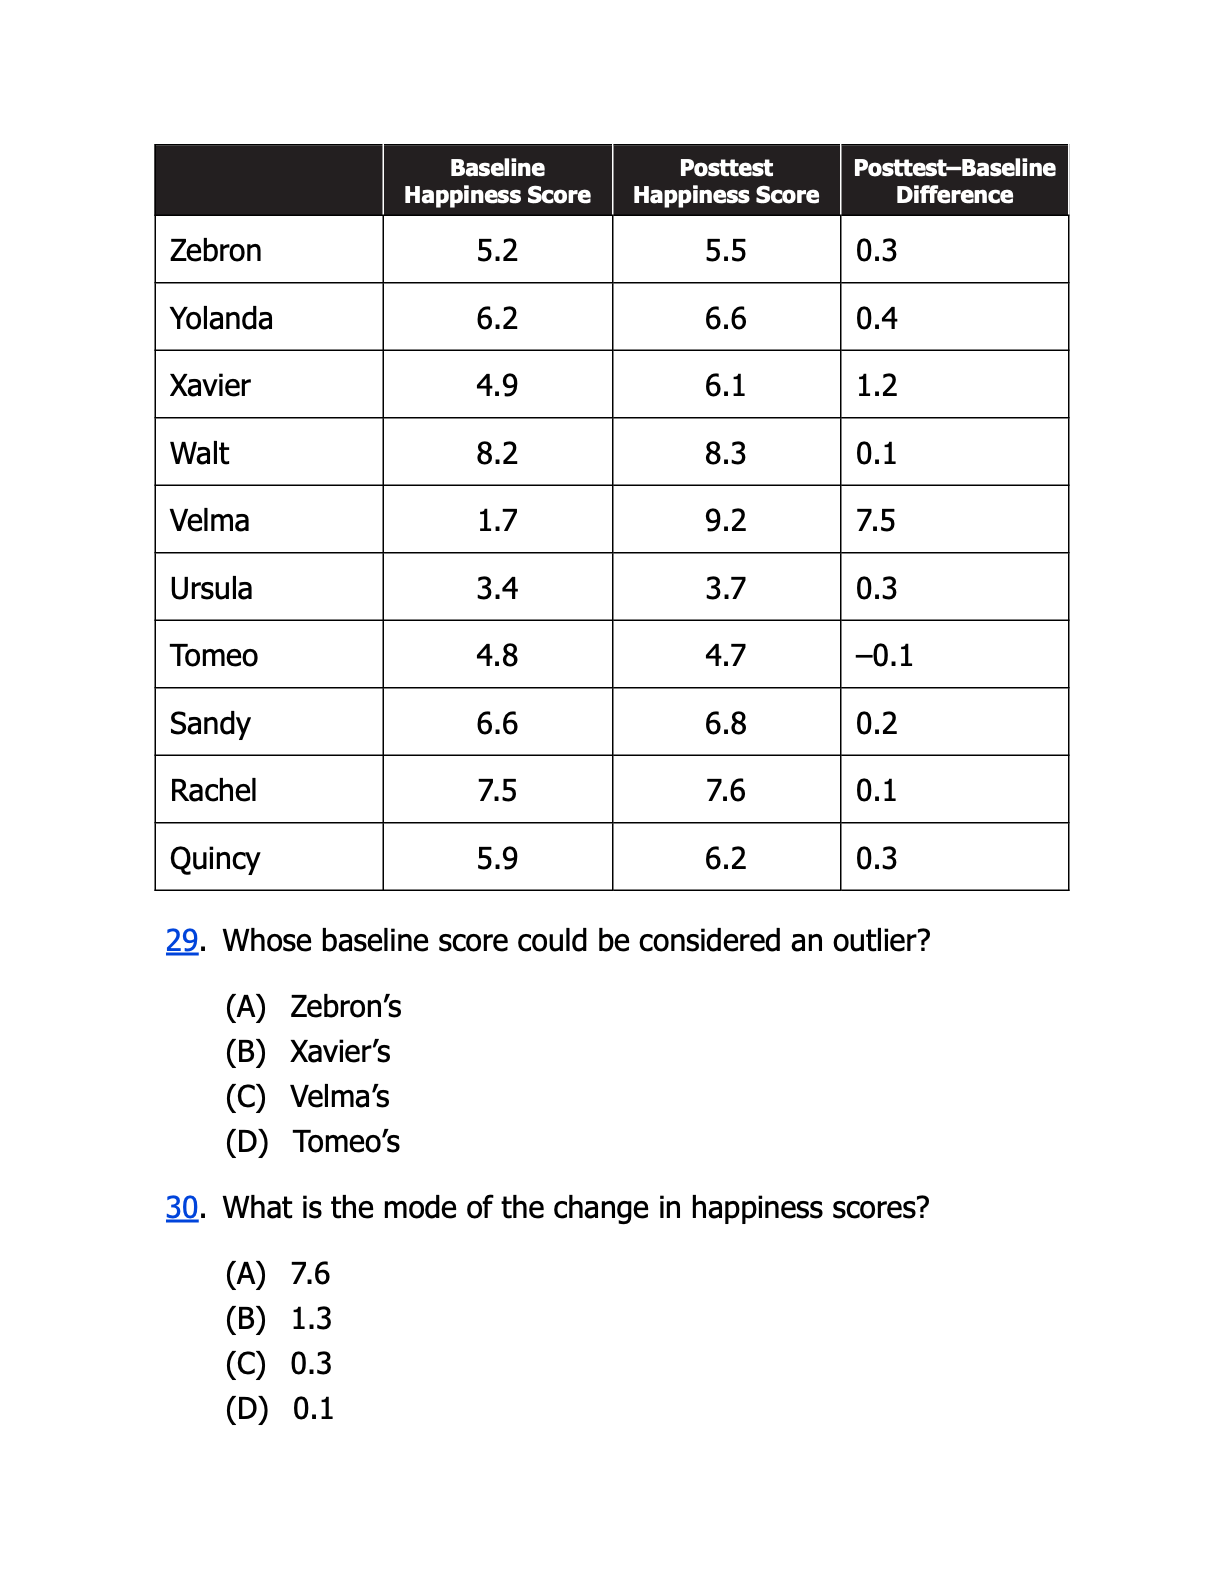 Baseline Happiness Score Posttest Happiness Score Posttest–Baseline Difference
Zebron 5.2 5.5 0.3
Yolanda 6.2 6.6 0.4
Xavier 4.9 6.1 1.2
Walt 8.2 8.3 0.1
Velma 1.7 9.2 7.5
Ursula 3.4 3.7 0.3
Tomeo 4.8 4.7 –0.1
Sandy 6.6 6.8 0.2
Rachel 7.5 7.6 0.1
Quincy 5.9 6.2 0.3
29. Whose baseline score could be considered an outlier?
(A) Zebron’s
(B) Xavier’s
(C) Velma’s
(D) Tomeo’s
30. What is the mode of the change in happiness scores?
(A) 7.6
(B) 1.3
(C) 0.3
(D) 0.1